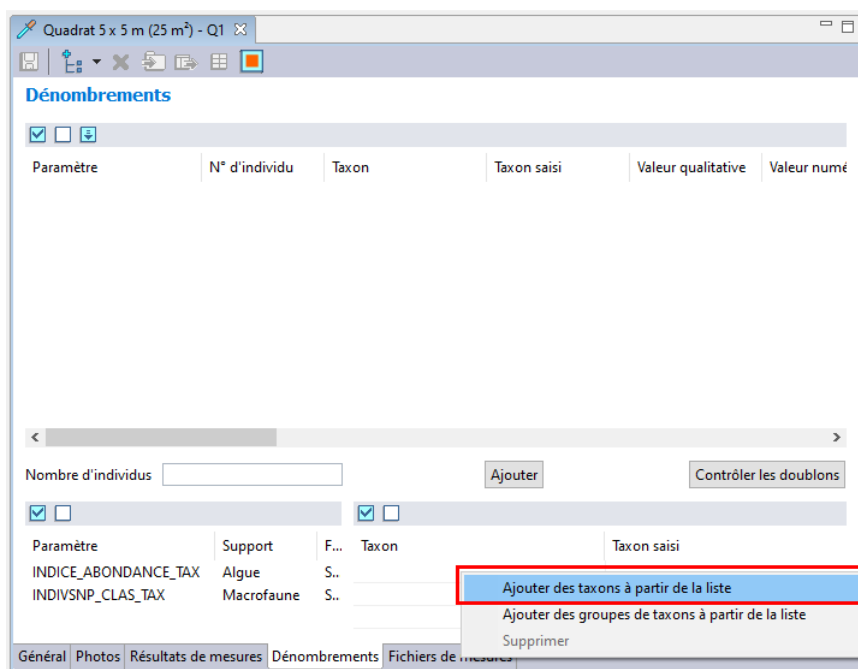 Quadrat 5 x 5 m (25 m²) - Q1
Dénombrements
Paramètre N° d'individu Taxon Taxon saisi Valeur qualitative Valeur numé
Nombre d'individus Ajouter Contrôler les doublons
Paramètre Support F... Taxon Taxon saisi
INDICE_ABONDANCE_TAX Algue S..
INDIVSNP_CLAS_TAX Macrofaune S..
Ajouter des taxons à partir de la liste
Ajouter des groupes de taxons à partir de la liste
Supprimer
Général Photos Résultats de mesures Dénombrements Fichiers de mesures